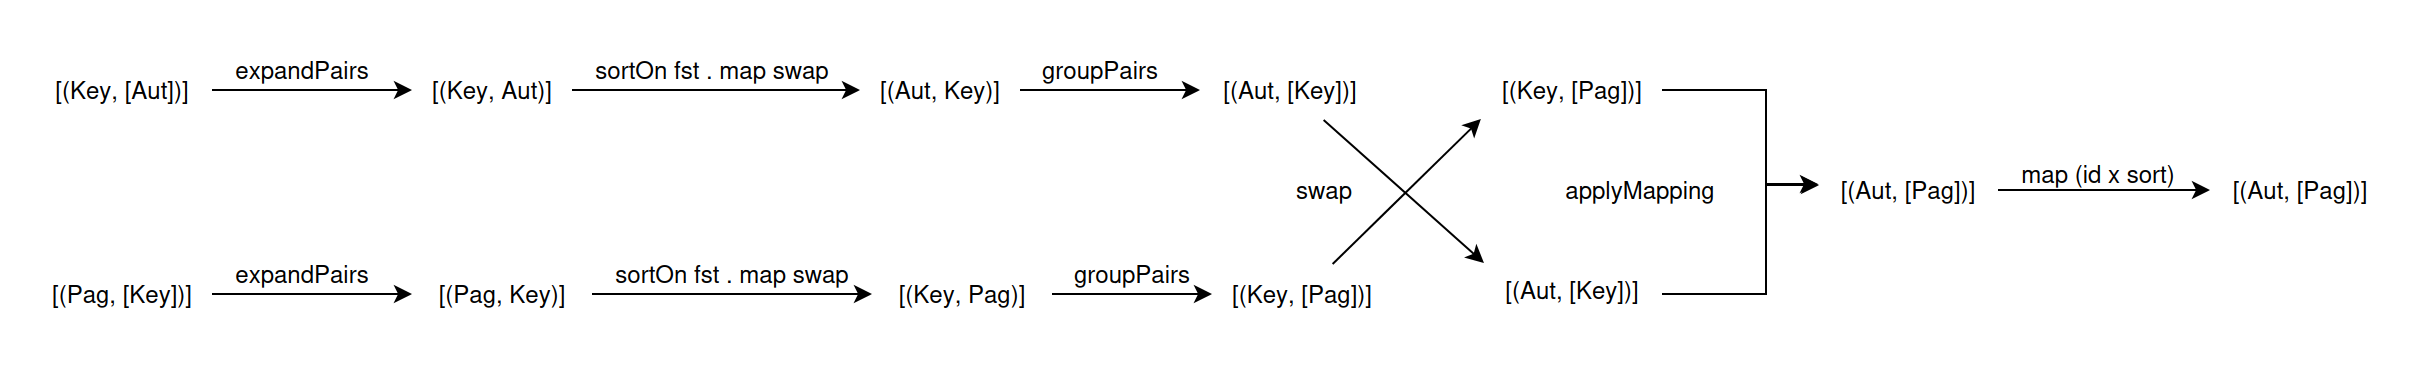 [(Key, [Aut])] expandPairs [(Key, Aut)] sortOn fst . map swap [(Aut, Key)] groupPairs [(Aut, [Key])] [(Key, [Pag])]
swap applyMapping [(Aut, [Pag])] map (id x sort) [(Aut, [Pag])]
[(Pag, [Key])] expandPairs [(Pag, Key)] sortOn fst . map swap [(Key, Pag)] groupPairs [(Key, [Pag])] [(Aut, [Key])]